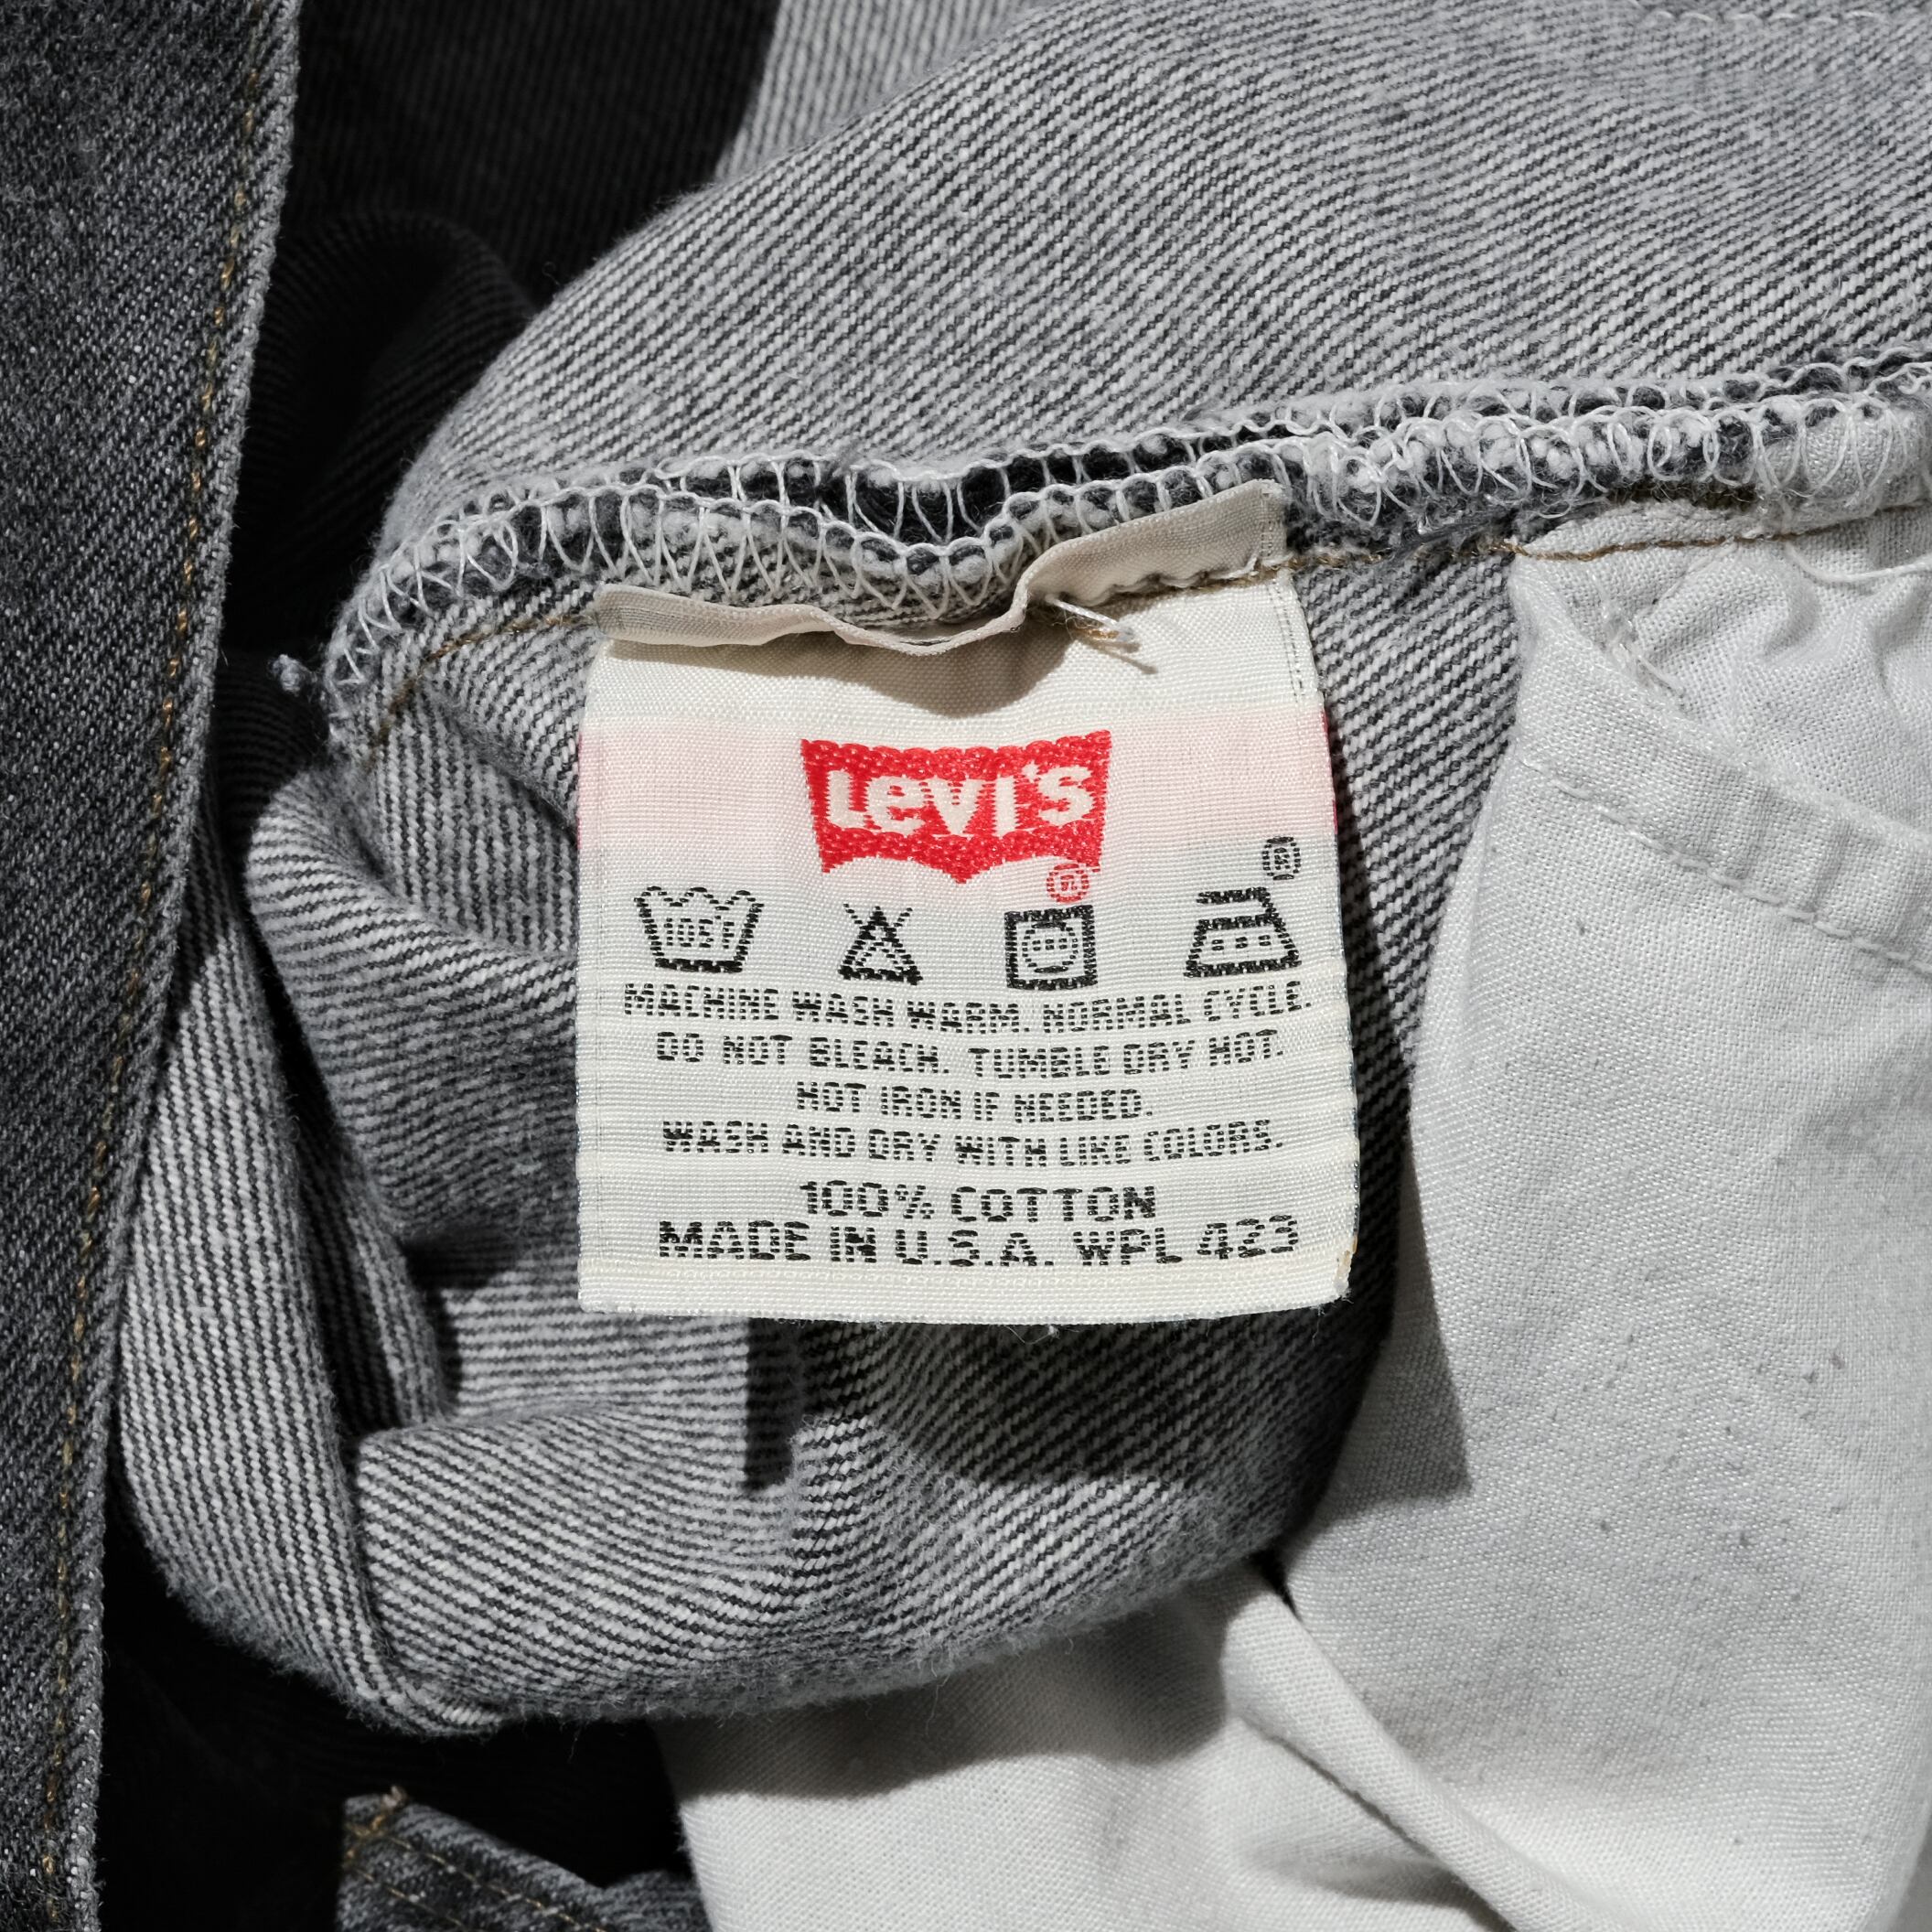 Levi's
®
®
105F
MACHINE WASH WARM. NORMAL CYCLE.
DO NOT BLEACH. TUMBLE DRY HOT.
HOT IRON IF NEEDED.
WASH AND DRY WITH LIKE COLORS.
100% COTTON
MADE IN U.S.A. WPL 423